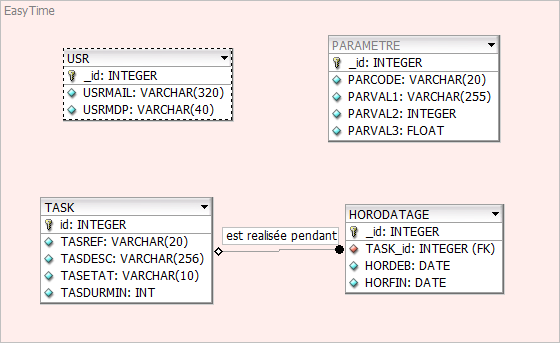 EasyTime
USR
_id: INTEGER
USRMAIL: VARCHAR(320)
USRMDP: VARCHAR(40)
PARAMETRE
_id: INTEGER
PARCODE: VARCHAR(20)
PARVAL1: VARCHAR(255)
PARVAL2: INTEGER
PARVAL3: FLOAT
TASK
id: INTEGER
TASREF: VARCHAR(20)
TASDESC: VARCHAR(256)
TASETAT: VARCHAR(10)
TASDURMIN: INT
est realisée pendant
HORODATAGE
_id: INTEGER
TASK_id: INTEGER (FK)
HORDEB: DATE
HORFIN: DATE